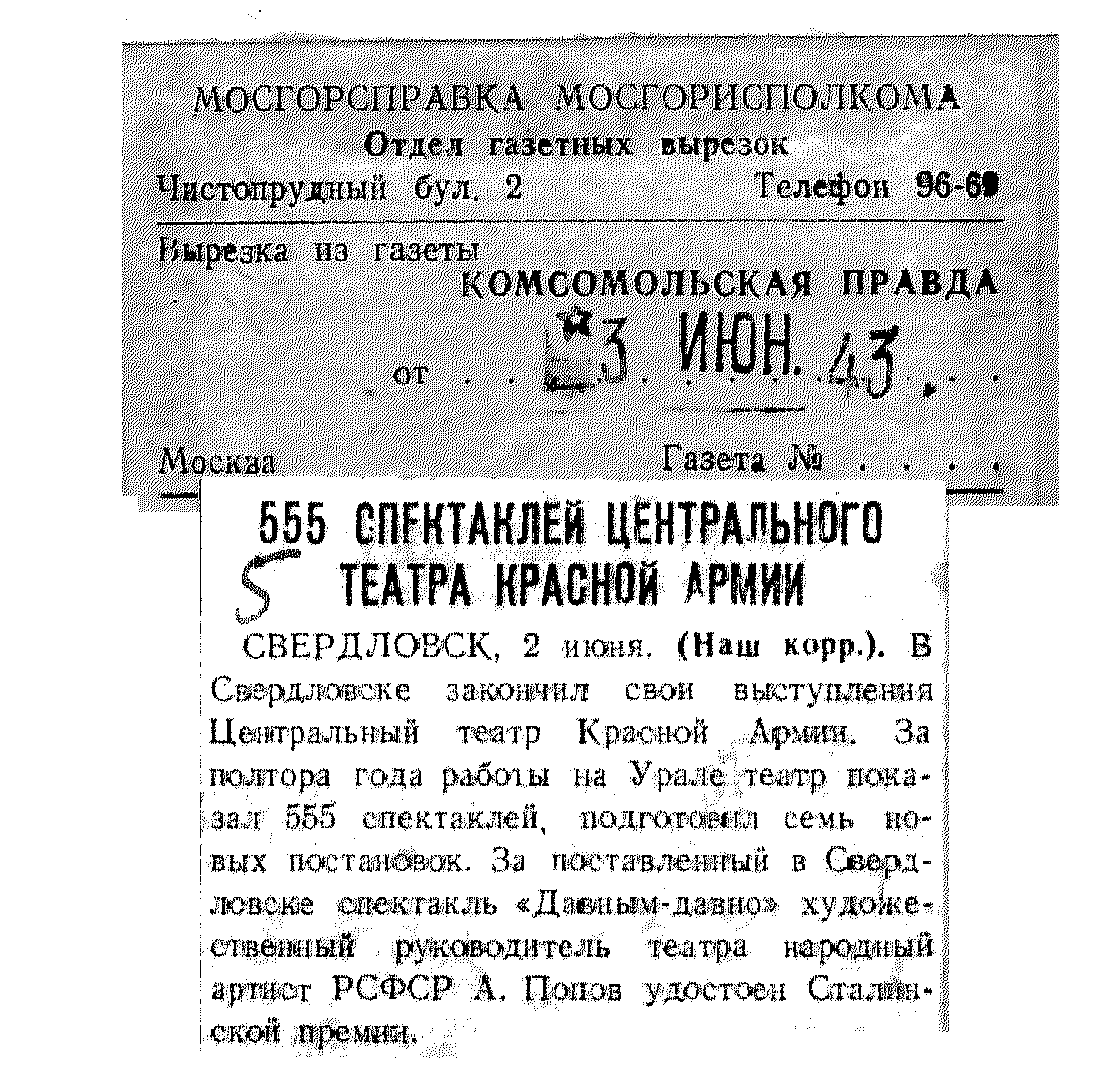 МОСГОРСПРАВКА МОСГОРИСПОЛКОМА
Отдел газетных вырезок
Чистопрудный бул. 2 Телефон 96-69
Вырезка из газеты
КОМСОМОЛЬСКАЯ ПРАВДА
от . . 3 ИЮН. 43 .
Москва Газета № . . . .
555 СПЕКТАКЛЕЙ ЦЕНТРАЛЬНОГО
ТЕАТРА КРАСНОЙ АРМИИ
5
СВЕРДЛОВСК, 2 июня. (Наш корр.). В
Свердловске закончил свои выступления
Центральный театр Красной Армии. За
полтора года работы на Урале театр пока-
зал 555 спектаклей, подготовил семь но-
вых постановок. За поставленный в Сверд-
ловске спектакль «Давным-давно» художе-
ственный руководитель театра народный
артист РСФСР А. Попов удостоен Сталин-
ской премии.